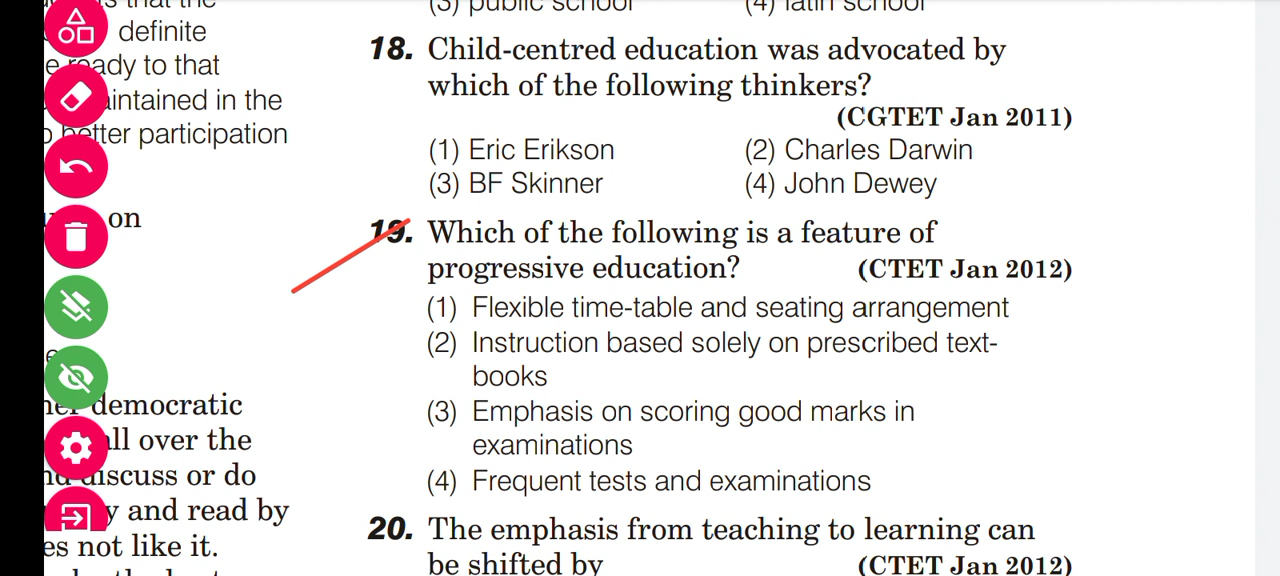 that the
definite
ready to that
aintained in the
better participation
on
democratic
all over the
discuss or do
y and read by
es not like it.
(3) public school (4) latin school
18. Child-centred education was advocated by
which of the following thinkers?
(CGTET Jan 2011)
(1) Eric Erikson (2) Charles Darwin
(3) BF Skinner (4) John Dewey
19. Which of the following is a feature of
progressive education? (CTET Jan 2012)
(1) Flexible time-table and seating arrangement
(2) Instruction based solely on prescribed text-
books
(3) Emphasis on scoring good marks in
examinations
(4) Frequent tests and examinations
20. The emphasis from teaching to learning can
be shifted by (CTET Jan 2012)